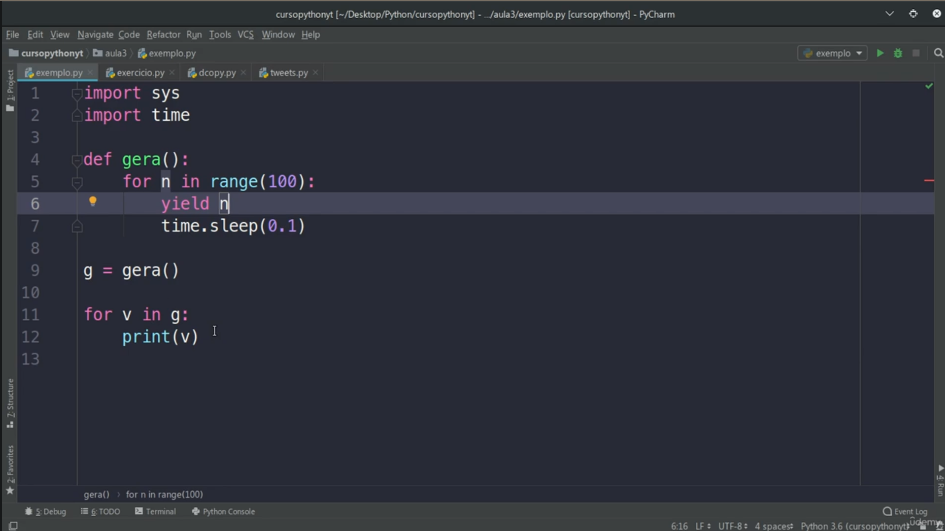 cursopythonyt [~/Desktop/Python/cursopythonyt] - .../aula3/exemplo.py [cursopythonyt] - PyCharm
File Edit View Navigate Code Refactor Run Tools VCS Window Help
cursopythonyt aula3 exemplo.py exemplo
exemplo.py exercicio.py dcopy.py tweets.py
1: Project
1 import sys
2 import time
3
4 def gera():
5 for n in range(100):
6 yield n
7 time.sleep(0.1)
8
9 g = gera()
10
11 for v in g:
12 print(v)
13
7: Structure
2: Favorites
4: Run
gera() for n in range(100)
5: Debug 6: TODO Terminal Python Console Event Log
6:16 LF UTF-8 4 spaces Python 3.6 (cursopythonyt)
udemy